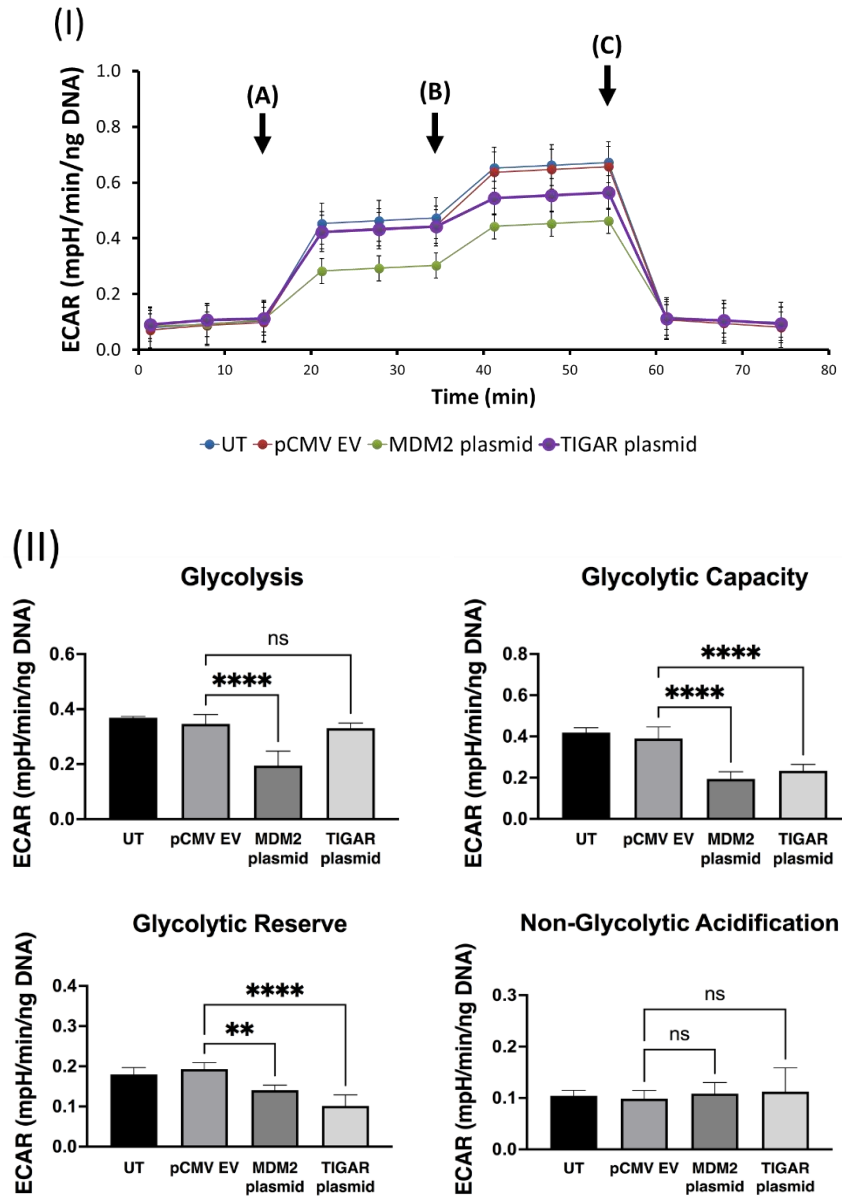 (I)
(A)
(B)
(C)
ECAR (mpH/min/ng DNA)
1.0
0.8
0.6
0.4
0.2
0.0
0 10 20 30 40 50 60 70 80
Time (min)
UT pCMV EV MDM2 plasmid TIGAR plasmid
(II)
Glycolysis
ECAR (mpH/min/ng DNA)
0.6
0.4
0.2
0.0
ns
****
UT pCMV EV MDM2 plasmid TIGAR plasmid
Glycolytic Capacity
ECAR (mpH/min/ng DNA)
0.8
0.6
0.4
0.2
0.0
****
****
UT pCMV EV MDM2 plasmid TIGAR plasmid
Glycolytic Reserve
ECAR (mpH/min/ng DNA)
0.4
0.3
0.2
0.1
0.0
****
**
UT pCMV EV MDM2 plasmid TIGAR plasmid
Non-Glycolytic Acidification
ECAR (mpH/min/ng DNA)
0.3
0.2
0.1
0.0
ns
ns
UT pCMV EV MDM2 plasmid TIGAR plasmid